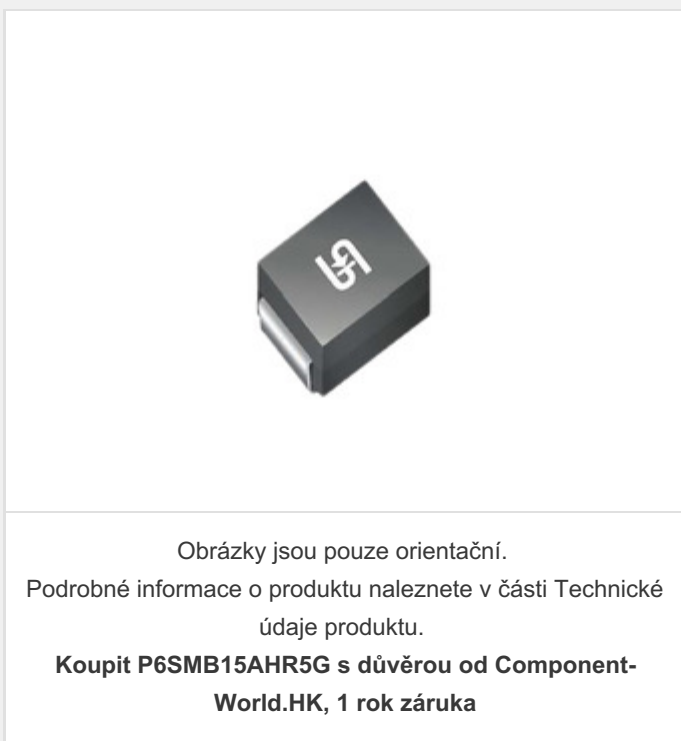 Obrázky jsou pouze orientační.
Podrobné informace o produktu naleznete v části Technické
údaje produktu.
Koupit P6SMB15AHR5G s důvěrou od Component-
World.HK, 1 rok záruka